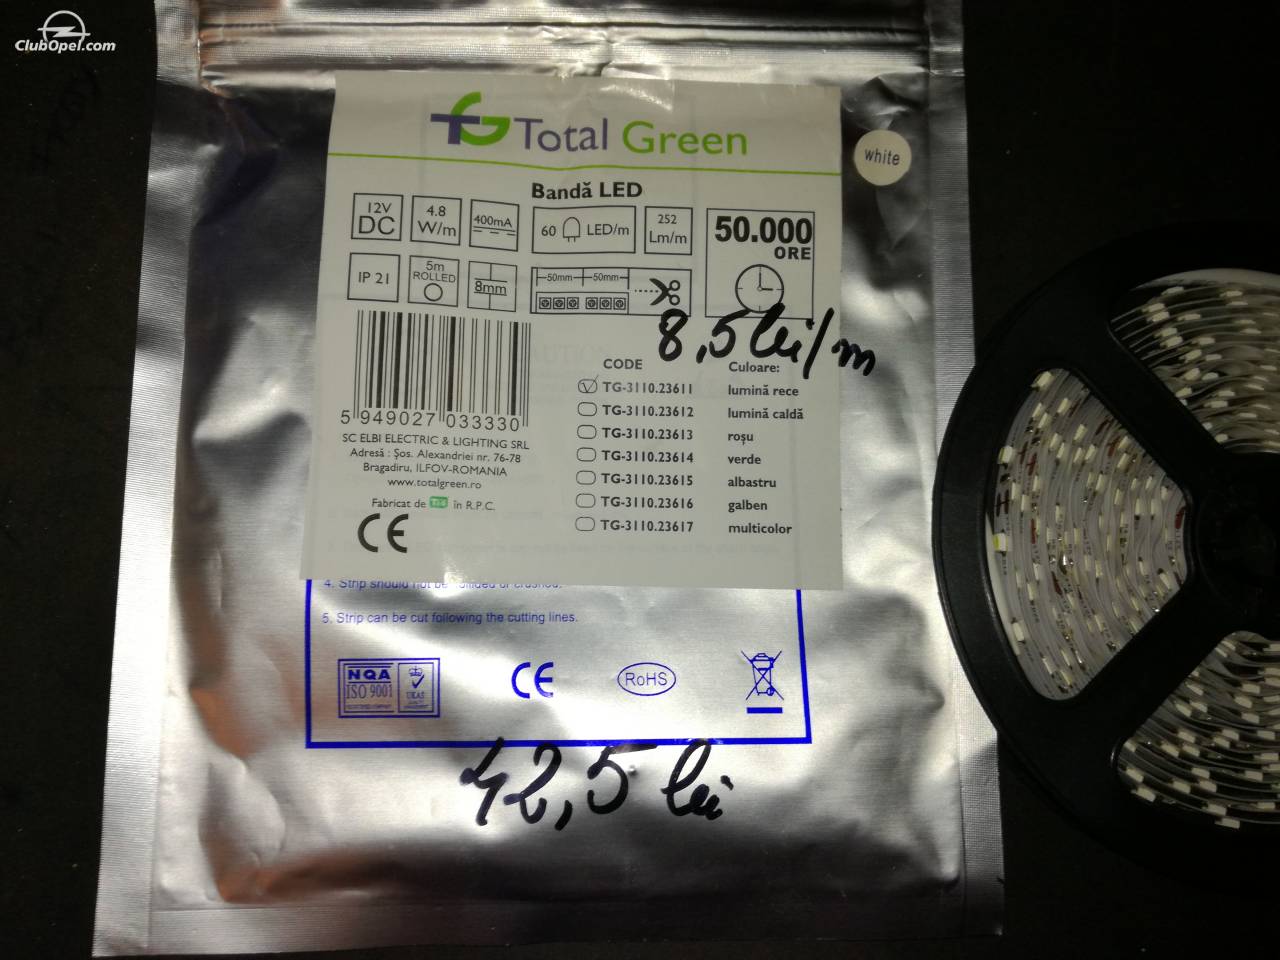 ClubOpel.com
TG Total Green
white
Bandă LED
12V DC
4.8 W/m
400mA
60 LED/m
252 Lm/m
50.000 ORE
IP 21
5m ROLLED
8mm
50mm 50mm
8,5 lei/m
CODE Culoare:
TG-3110.23611 lumină rece
TG-3110.23612 lumină caldă
TG-3110.23613 roșu
TG-3110.23614 verde
TG-3110.23615 albastru
TG-3110.23616 galben
TG-3110.23617 multicolor
5 949027 033330
SC ELBI ELECTRIC & LIGHTING SRL
Adresă : Șos. Alexandriei nr. 76-78
Bragadiru, ILFOV-ROMANIA
www.totalgreen.ro
Fabricat de în R.P.C.
CE
4. Strip should not be or crushed.
5. Strip can be cut following the cutting lines.
NQA
ISO 9001
UKAS
CE
RoHS
42,5 lei